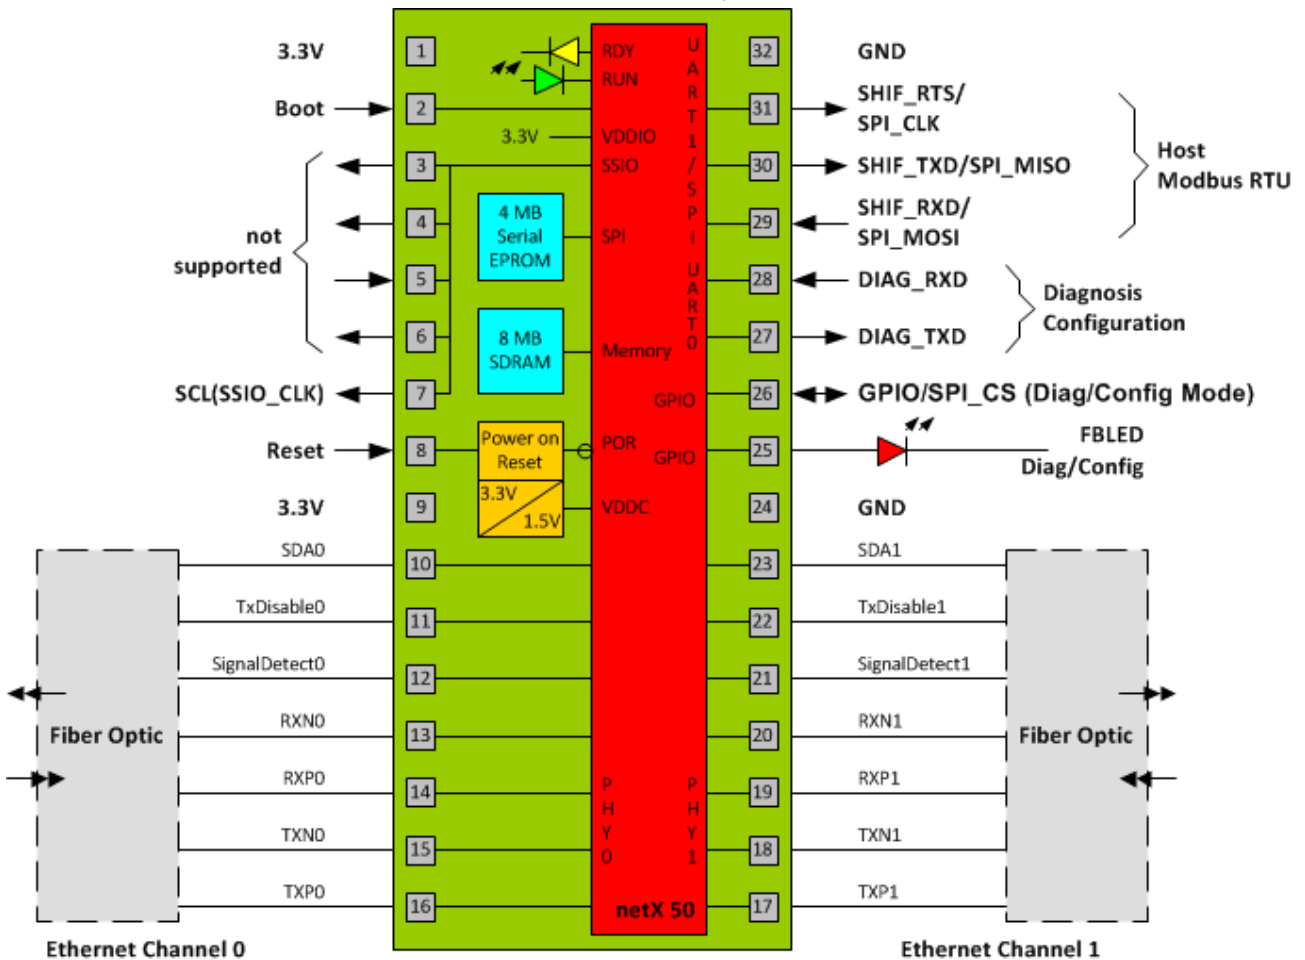 3.3V
Boot
not
supported
SCL(SSIO_CLK)
Reset
3.3V
SDA0
TxDisable0
SignalDetect0
RXN0
RXP0
TXN0
TXP0
Fiber Optic
Ethernet Channel 0
1
2
3
4
5
6
7
8
9
10
11
12
13
14
15
16
3.3V
4 MB
Serial
EPROM
8 MB
SDRAM
Power on
Reset
3.3V
1.5V
RDY
RUN
VDDIO
SSIO
SPI
Memory
GPIO
POR
GPIO
VDDC
UART1/SPI
UART0
PHY0
PHY1
netX 50
32
31
30
29
28
27
26
25
24
23
22
21
20
19
18
17
GND
SHIF_RTS/
SPI_CLK
SHIF_TXD/SPI_MISO
SHIF_RXD/
SPI_MOSI
Host
Modbus RTU
DIAG_RXD
DIAG_TXD
Diagnosis
Configuration
GPIO/SPI_CS (Diag/Config Mode)
FBLED
Diag/Config
GND
SDA1
TxDisable1
SignalDetect1
RXN1
RXP1
TXN1
TXP1
Fiber Optic
Ethernet Channel 1